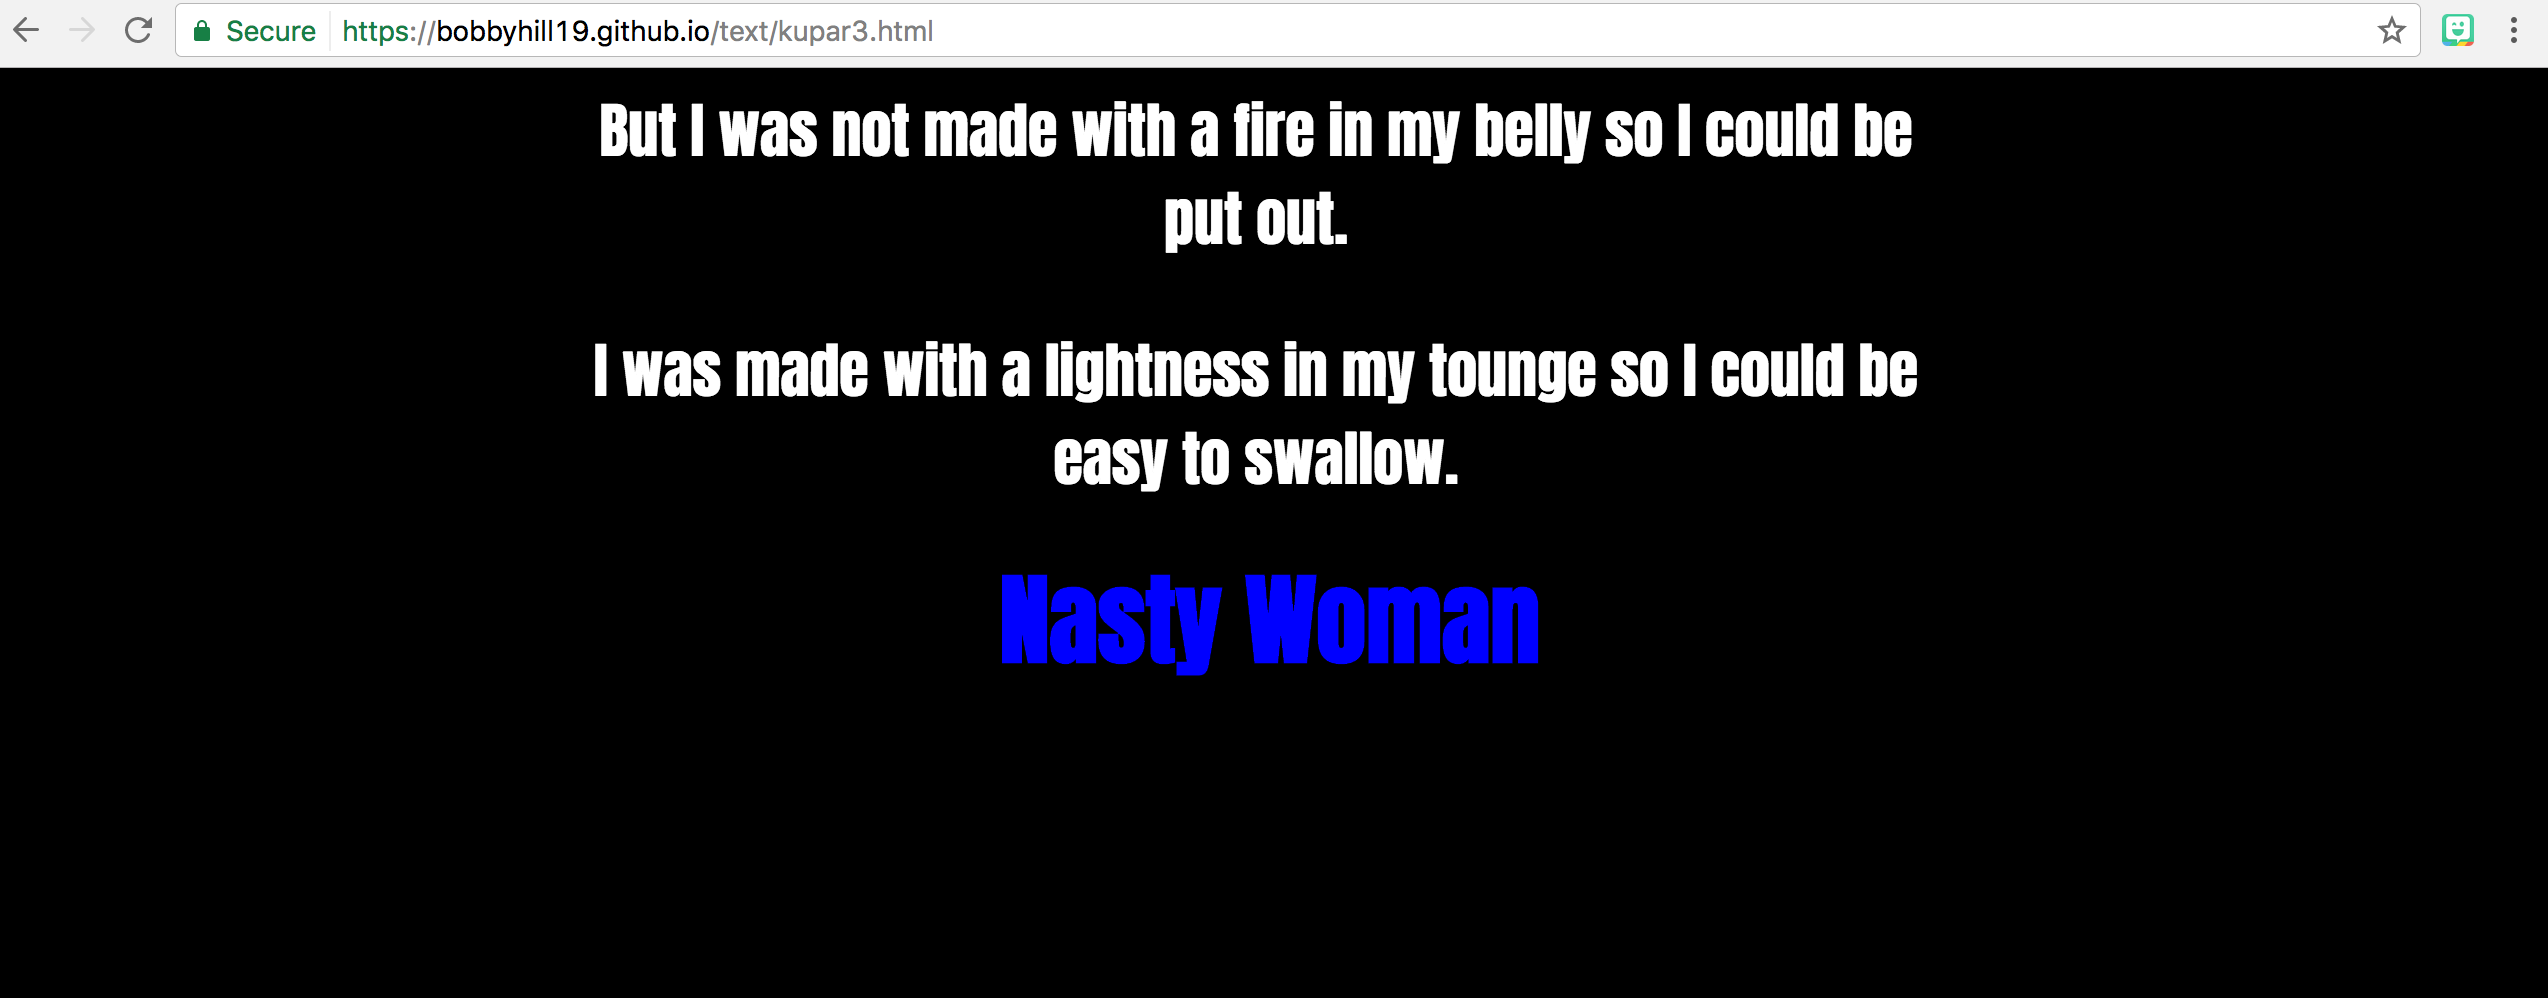 Secure https://bobbyhill19.github.io/text/kupar3.html
But I was not made with a fire in my belly so I could be
put out.
I was made with a lightness in my tounge so I could be
easy to swallow.
Nasty Woman